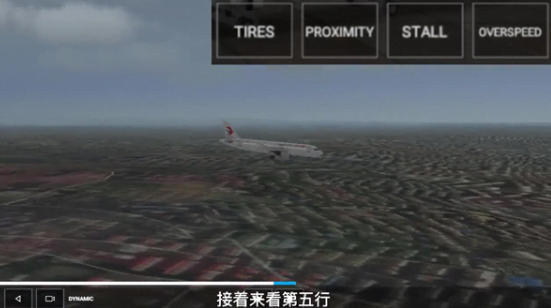 TIRES
PROXIMITY
STALL
OVERSPEED
DYNAMIC
接着来看第五行